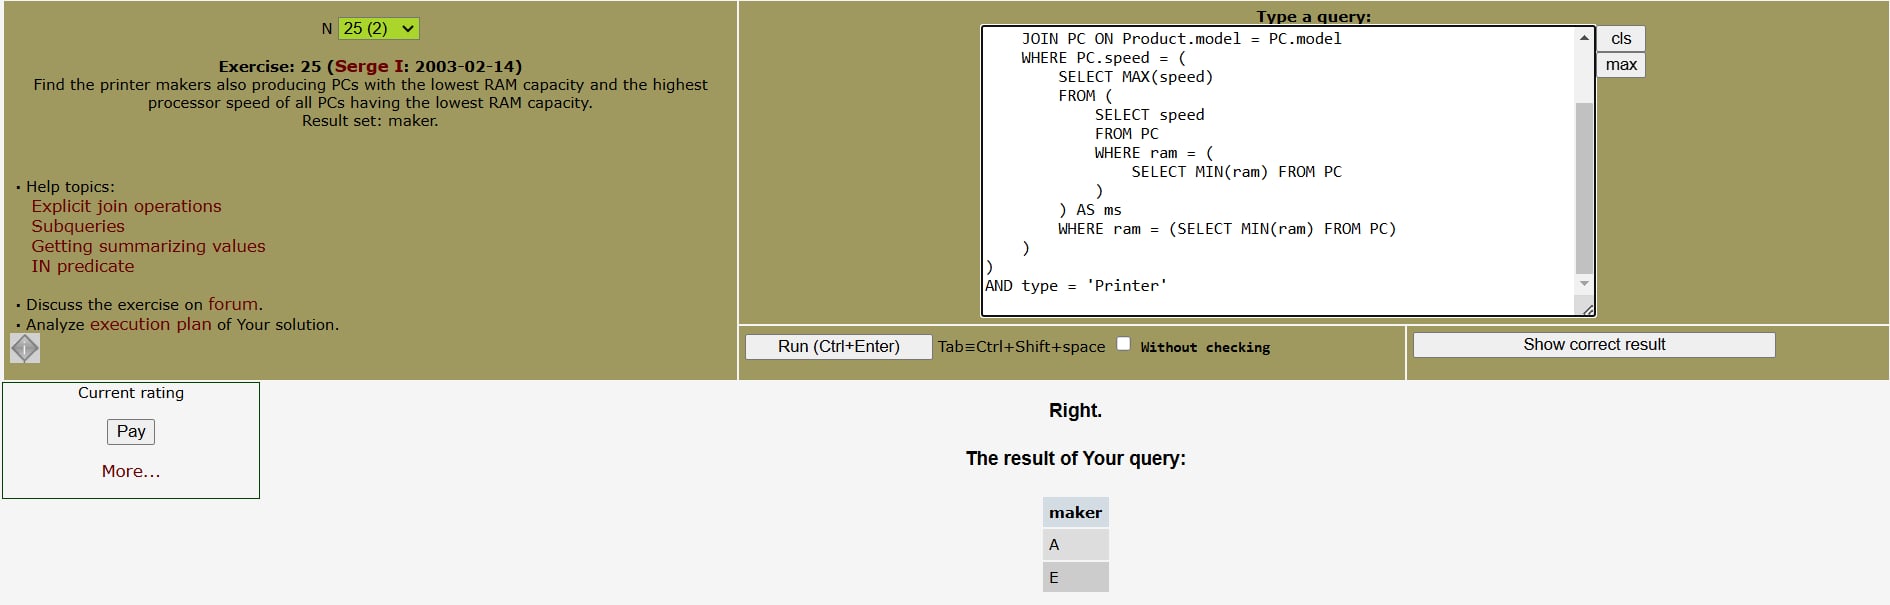 N 25 (2)
Exercise: 25 (Serge I: 2003-02-14)
Find the printer makers also producing PCs with the lowest RAM capacity and the highest
processor speed of all PCs having the lowest RAM capacity.
Result set: maker.
· Help topics:
Explicit join operations
Subqueries
Getting summarizing values
IN predicate
· Discuss the exercise on forum.
· Analyze execution plan of Your solution.
Type a query:
JOIN PC ON Product.model = PC.model
WHERE PC.speed = (
SELECT MAX(speed)
FROM (
SELECT speed
FROM PC
WHERE ram = (
SELECT MIN(ram) FROM PC
)
) AS ms
WHERE ram = (SELECT MIN(ram) FROM PC)
)
)
AND type = 'Printer'
cls
max
Run (Ctrl+Enter) Tab≡Ctrl+Shift+space Without checking
Show correct result
Current rating
Pay
More...
Right.
The result of Your query:
maker
A
E